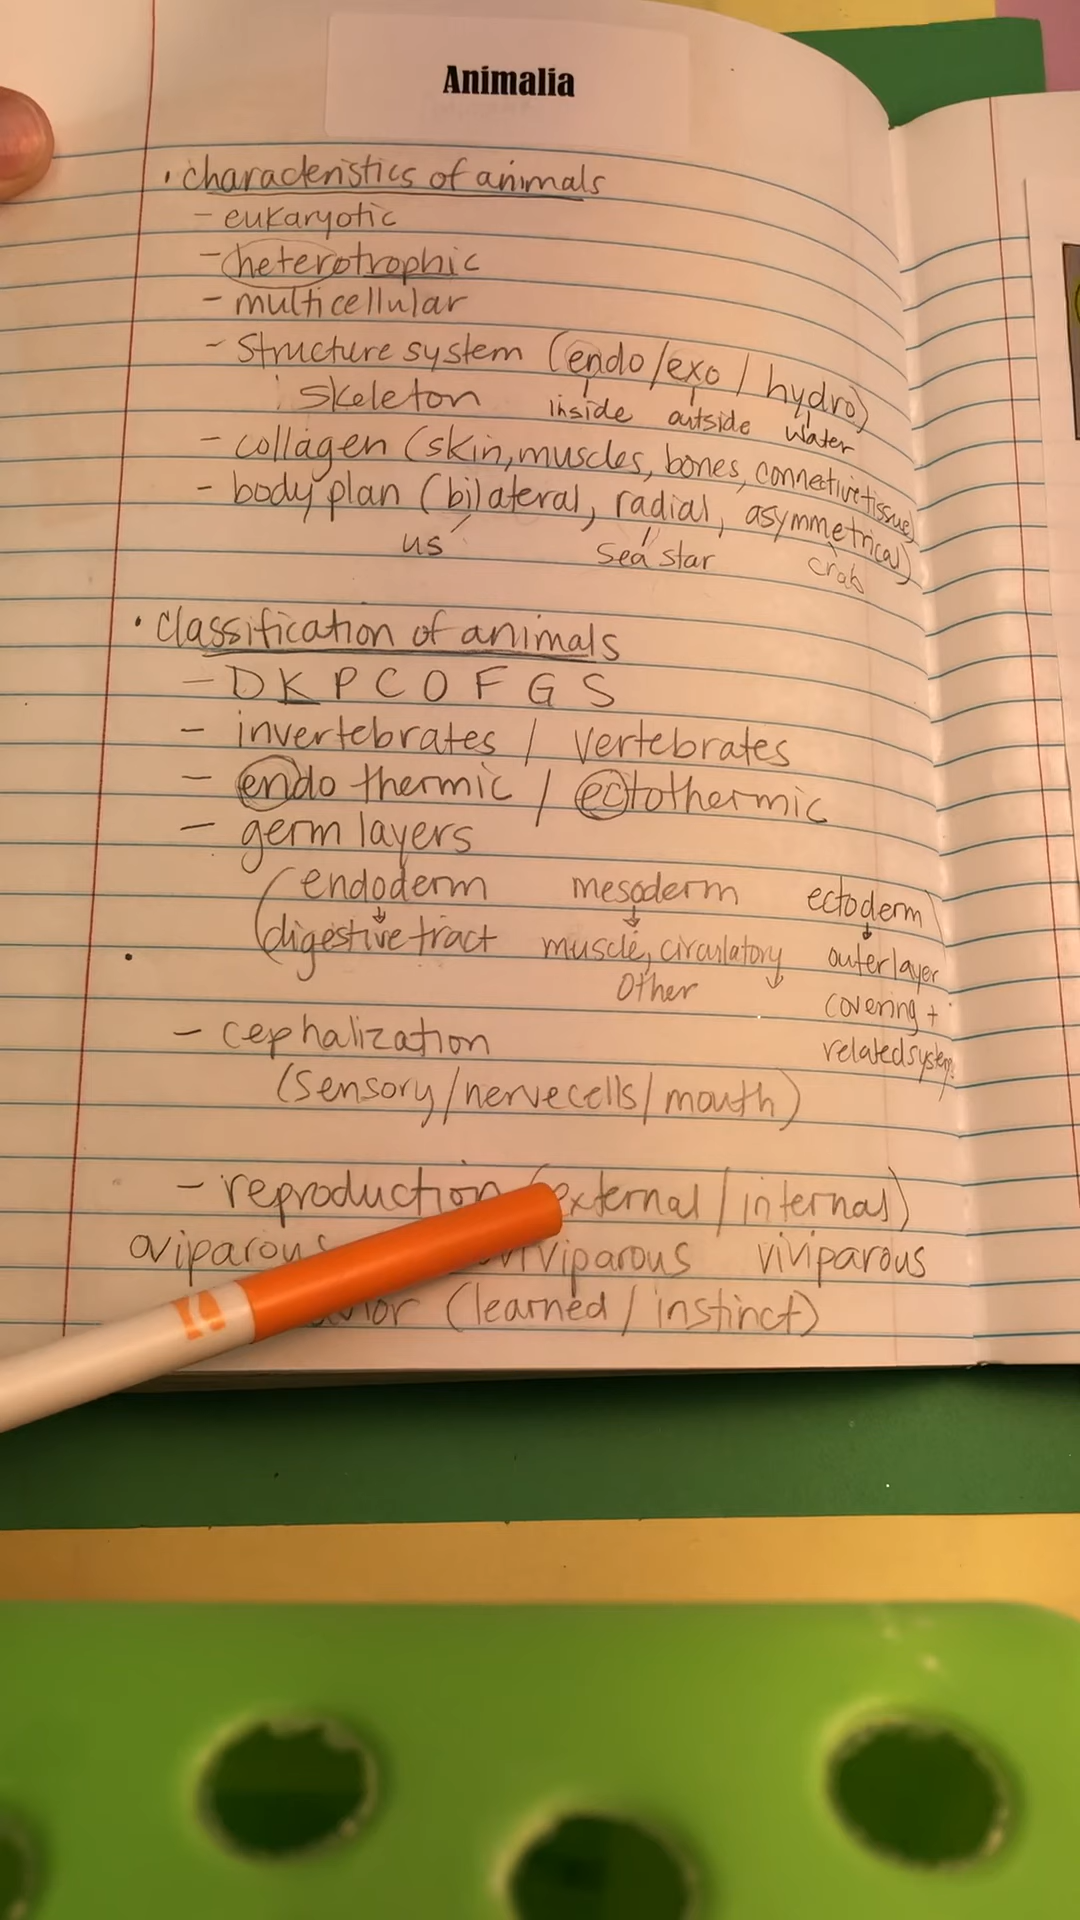 Animalia
• characteristics of animals
- eukaryotic
- heterotrophic
- multicellular
- Structure system (endo/exo/hydro)
skeleton inside outside water
- collagen (skin, muscles, bones, connective tissue)
- body plan (bilateral, radial, asymmetrical)
us sea star crab
• classification of animals
- D K P C O F G S
- invertebrates / vertebrates
- endothermic / ectothermic
- germ layers
(endoderm mesoderm ectoderm)
digestive tract muscle, circulatory outer layer
other covering +
- cephalization related
(sensory/nerve cells/mouth)
- reproduction (external/internal)
viviparous
(learned/instinct)